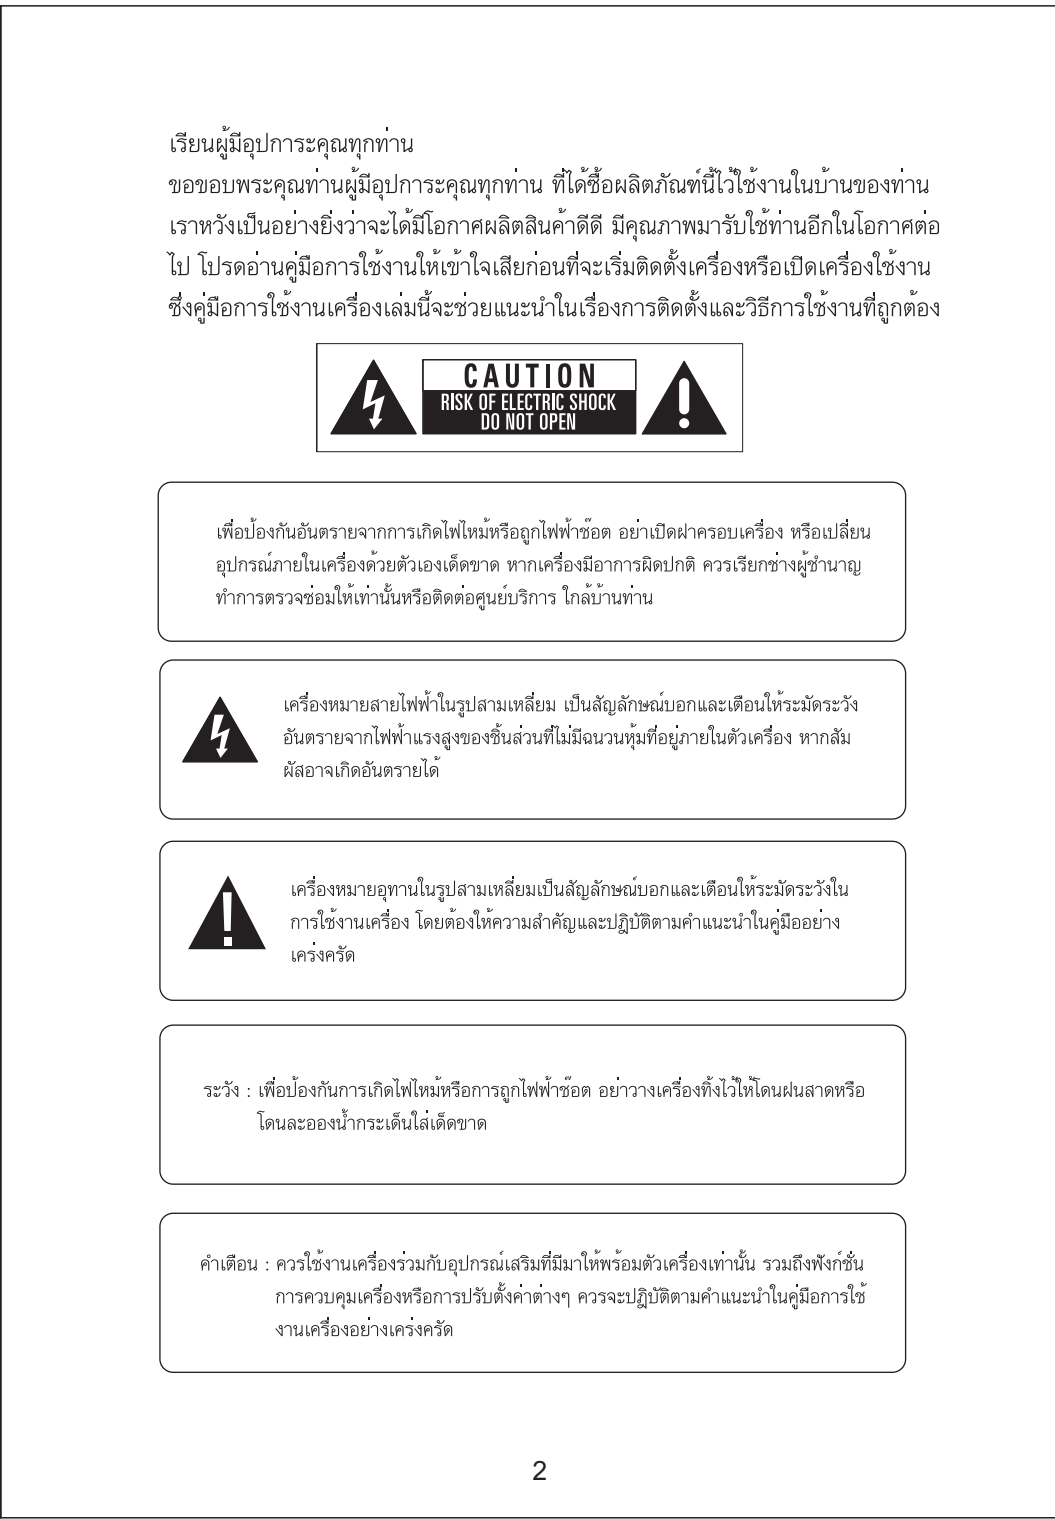 เรียนผู้มีอุปการะคุณทุกท่าน
ขอขอบพระคุณท่านผู้มีอุปการะคุณทุกท่าน ที่ได้ซื้อผลิตภัณฑ์นี้ไว้ใช้งานในบ้านของท่าน
เราหวังเป็นอย่างยิ่งว่าจะได้มีโอกาศผลิตสินค้าดีดี มีคุณภาพมารับใช้ท่านอีกในโอกาศต่อ
ไป โปรดอ่านคู่มือการใช้งานให้เข้าใจเสียก่อนที่จะเริ่มติดตั้งเครื่องหรือเปิดเครื่องใช้งาน
ซึ่งคู่มือการใช้งานเครื่องเล่มนี้จะช่วยแนะนำในเรื่องการติดตั้งและวิธีการใช้งานที่ถูกต้อง
CAUTION
RISK OF ELECTRIC SHOCK
DO NOT OPEN
เพื่อป้องกันอันตรายจากการเกิดไฟไหม้หรือถูกไฟฟ้าช๊อต อย่าเปิดฝาครอบเครื่อง หรือเปลี่ยน
อุปกรณ์ภายในเครื่องด้วยตัวเองเด็ดขาด หากเครื่องมีอาการผิดปกติ ควรเรียกช่างผู้ชำนาญ
ทำการตรวจซ่อมให้เท่านั้นหรือติดต่อศูนย์บริการ ใกล้บ้านท่าน
เครื่องหมายสายไฟฟ้าในรูปสามเหลี่ยม เป็นสัญลักษณ์บอกและเตือนให้ระมัดระวัง
อันตรายจากไฟฟ้าแรงสูงของชิ้นส่วนที่ไม่มีฉนวนหุ้มที่อยู่ภายในตัวเครื่อง หากสัม
ผัสอาจเกิดอันตรายได้
เครื่องหมายอุทานในรูปสามเหลี่ยมเป็นสัญลักษณ์บอกและเตือนให้ระมัดระวังใน
การใช้งานเครื่อง โดยต้องให้ความสำคัญและปฎิบัติตามคำแนะนำในคู่มืออย่าง
เคร่งครัด
ระวัง : เพื่อป้องกันการเกิดไฟไหม้หรือการถูกไฟฟ้าช๊อต อย่าวางเครื่องทิ้งไว้ให้โดนฝนสาดหรือ
โดนละอองน้ำกระเด็นใส่เด็ดขาด
คำเตือน : ควรใช้งานเครื่องร่วมกับอุปกรณ์เสริมที่มีมาให้พร้อมตัวเครื่องเท่านั้น รวมถึงฟังก์ชั่น
การควบคุมเครื่องหรือการปรับตั้งค่าต่างๆ ควรจะปฎิบัติตามคำแนะนำในคู่มือการใช้
งานเครื่องอย่างเคร่งครัด
2